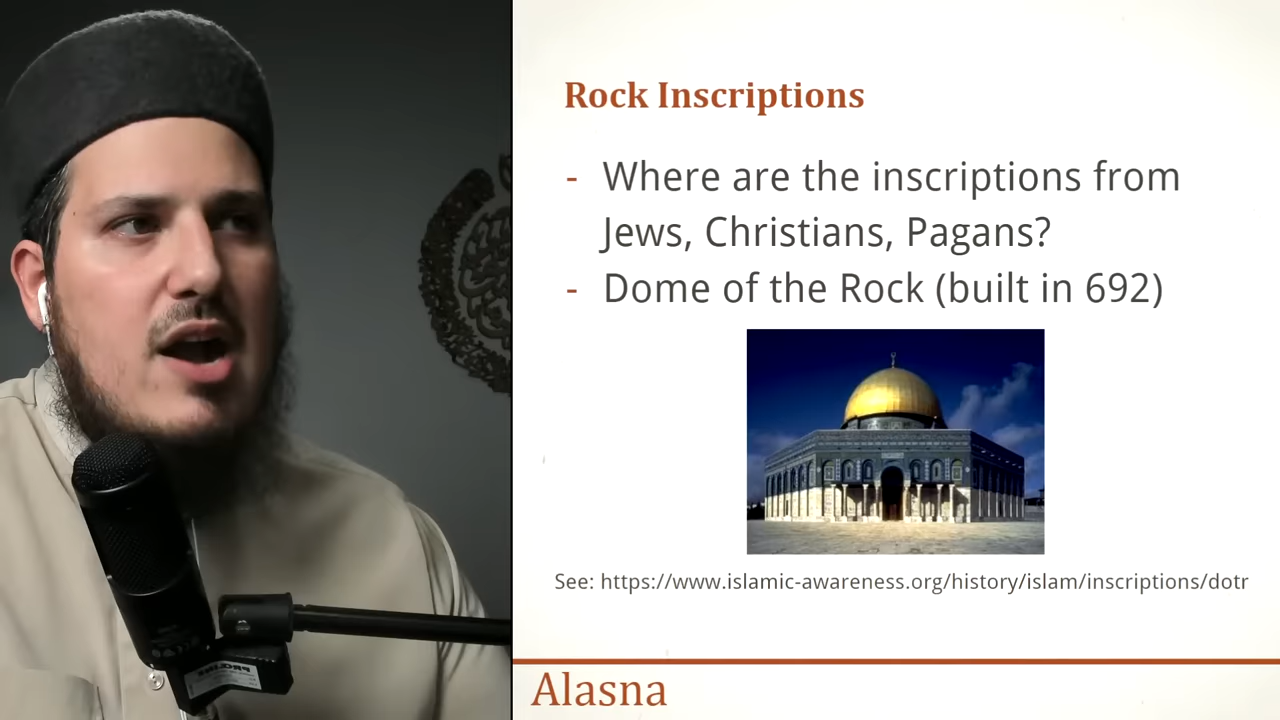 Rock Inscriptions
- Where are the inscriptions from
Jews, Christians, Pagans?
- Dome of the Rock (built in 692)
See: https://www.islamic-awareness.org/history/islam/inscriptions/dotr
Alasna